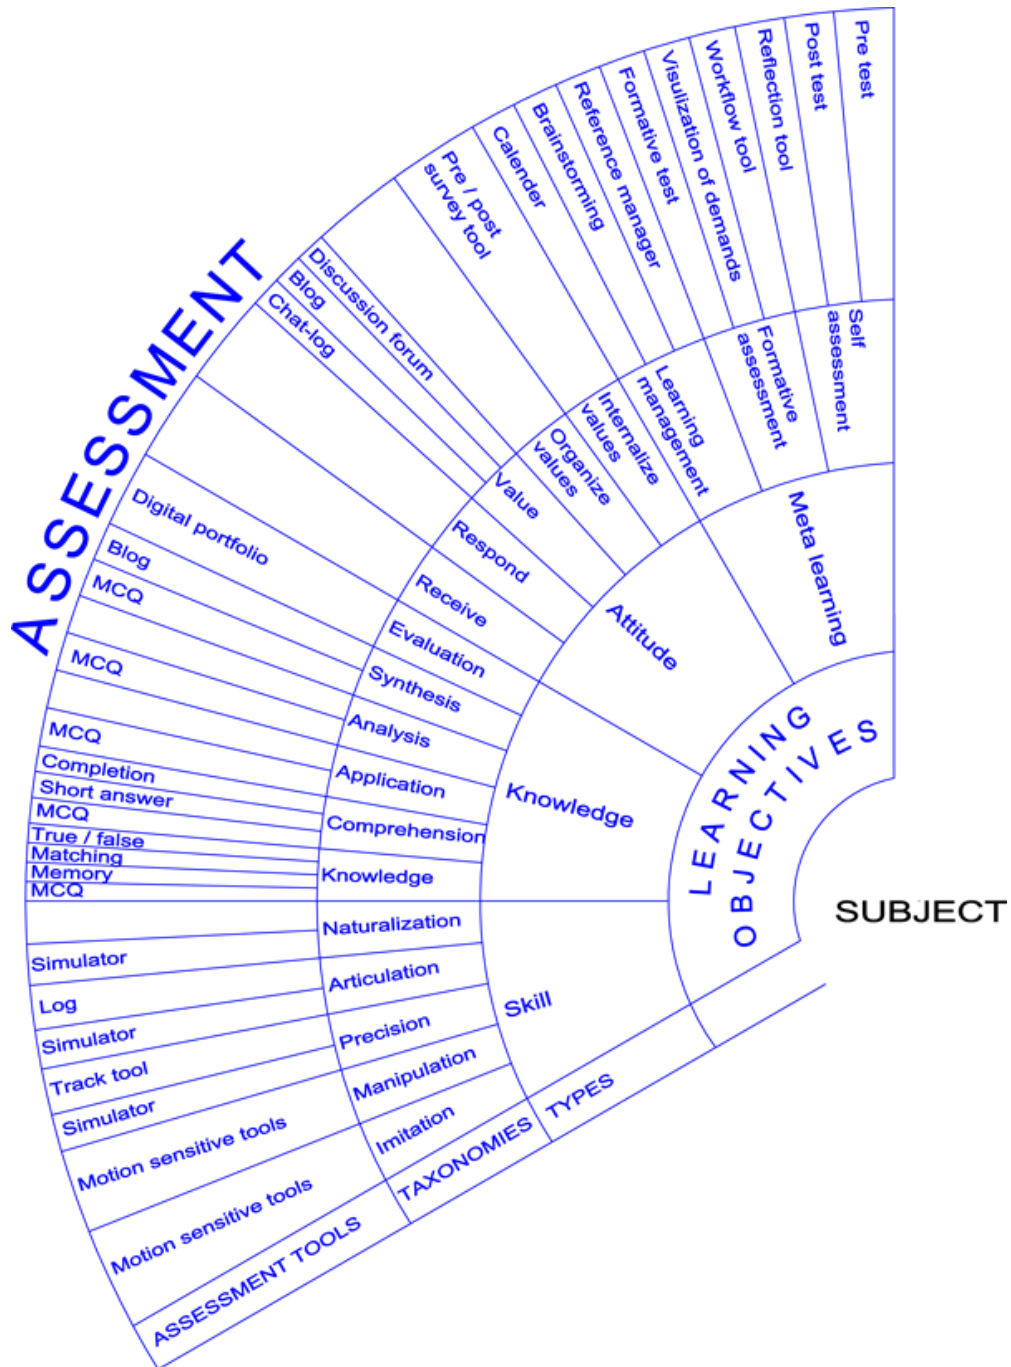 ASSESSMENT
Pre test
Post test
Reflection tool
Workflow tool
Visulization of demands
Formative test
Reference manager
Brainstorming
Calender
Pre / post
survey tool
Discussion forum
Blog
Chat-log
Digital portfolio
Blog
MCQ
MCQ
MCQ
Completion
Short answer
MCQ
True / false
Matching
Memory
MCQ
Simulator
Log
Simulator
Track tool
Simulator
Motion sensitive tools
Motion sensitive tools
ASSESSMENT TOOLS
Self
assessment
Formative
assessment
Learning
management
Internalize
values
Organize
values
Value
Respond
Receive
Evaluation
Synthesis
Analysis
Application
Comprehension
Knowledge
Naturalization
Articulation
Precision
Manipulation
Imitation
TAXONOMIES
Meta learning
Attitude
Knowledge
Skill
TYPES
LEARNING
OBJECTIVES
SUBJECT